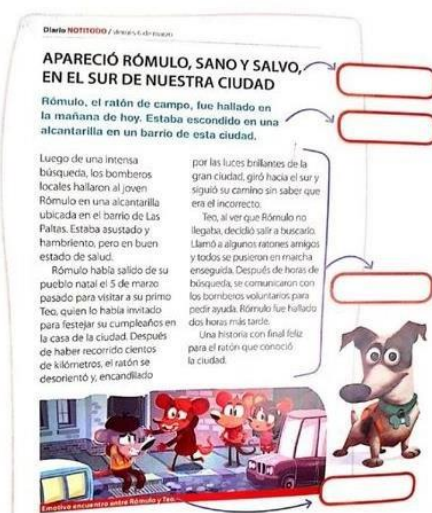 Diario NOTITODO / viernes 6 de marzo
APARECIÓ RÓMULO, SANO Y SALVO,
EN EL SUR DE NUESTRA CIUDAD
Rómulo, el ratón de campo, fue hallado en
la mañana de hoy. Estaba escondido en una
alcantarilla en un barrio de esta ciudad.
Luego de una intensa
búsqueda, los bomberos
locales hallaron al joven
Rómulo en una alcantarilla
ubicada en el barrio de Las
Paltas. Estaba asustado y
hambriento, pero en buen
estado de salud.
Rómulo había salido de su
pueblo natal el 5 de marzo
pasado para visitar a su primo
Teo, quien lo había invitado
para festejar su cumpleaños en
la casa de la ciudad. Después
de haber recorrido cientos
de kilómetros, el ratón se
desorientó y, encandilado
por las luces brillantes de la
gran ciudad, giró hacia el sur y
siguió su camino sin saber que
era el incorrecto.
Teo, al ver que Rómulo no
llegaba, decidió salir a buscarlo.
Llamó a algunos ratones amigos
y todos se pusieron en marcha
enseguida. Después de horas de
búsqueda, se comunicaron con
los bomberos voluntarios para
pedir ayuda. Rómulo fue hallado
dos horas más tarde.
Una historia con final feliz
para el ratón que conoció
la ciudad.
Emotivo encuentro entre Rómulo y Teo.